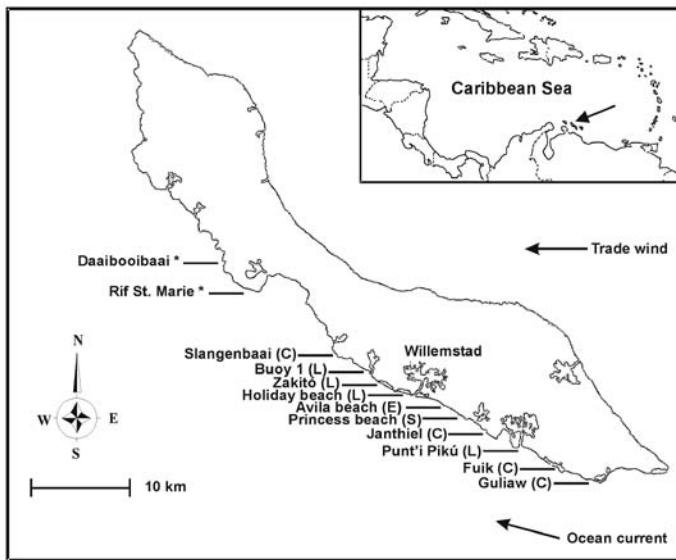 Caribbean Sea
Trade wind
Daaibooibaai *
Rif St. Marie *
Slangenbaai (C)
Willemstad
Buoy 1 (L)
Zakitó (L)
Holiday beach (L)
Avila beach (E)
Princess beach (S)
Janthiel (C)
Punt'i Pikú (L)
Fuik (C)
Guliaw (C)
N
W
E
S
10 km
Ocean current